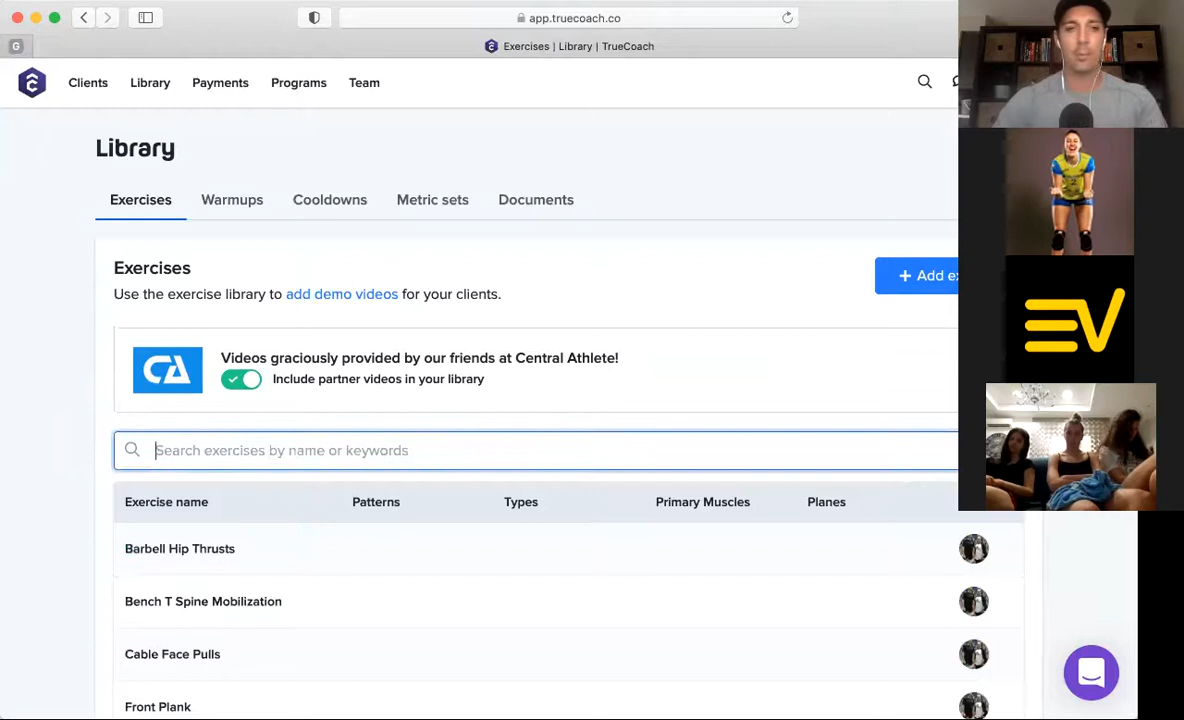 app.truecoach.co
G
Exercises | Library | TrueCoach
Clients Library Payments Programs Team
Library
Exercises Warmups Cooldowns Metric sets Documents
Exercises
Use the exercise library to add demo videos for your clients.
+ Add ex
CA
Videos graciously provided by our friends at Central Athlete!
Include partner videos in your library
Search exercises by name or keywords
Exercise name Patterns Types Primary Muscles Planes
Barbell Hip Thrusts
Bench T Spine Mobilization
Cable Face Pulls
Front Plank
EV
2